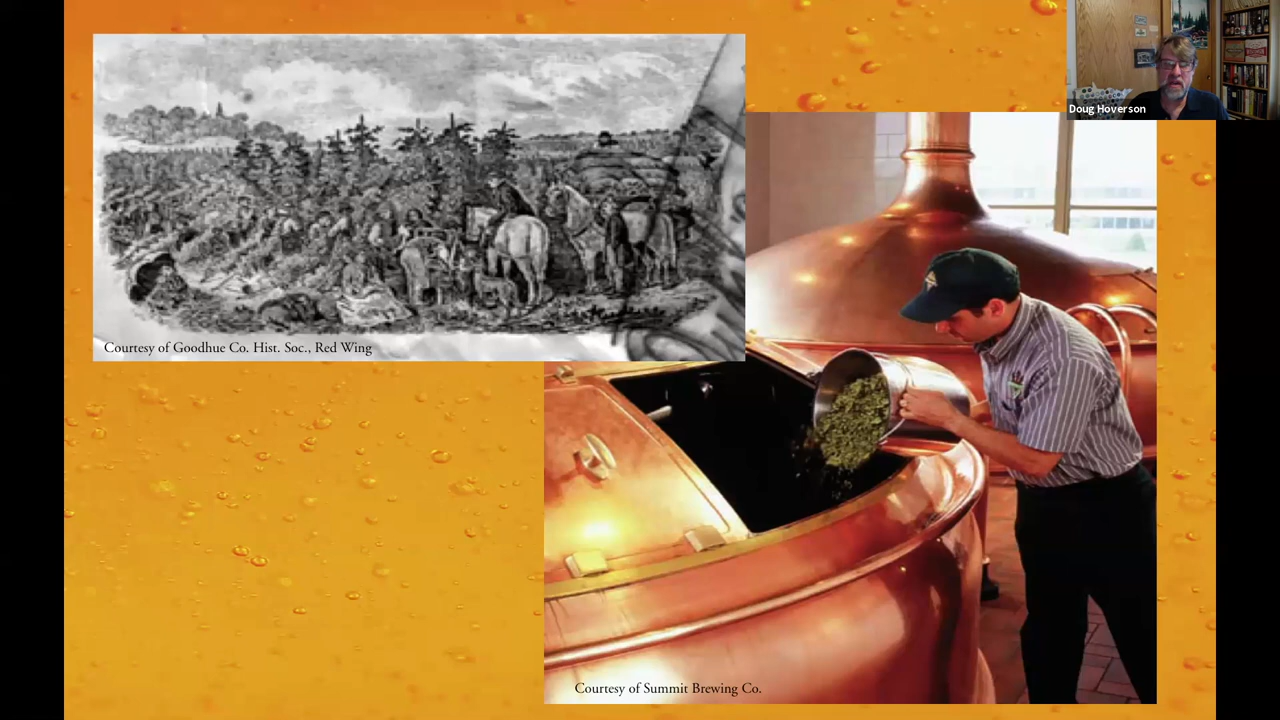 Doug Hoverson
Courtesy of Goodhue Co. Hist. Soc., Red Wing
Courtesy of Summit Brewing Co.